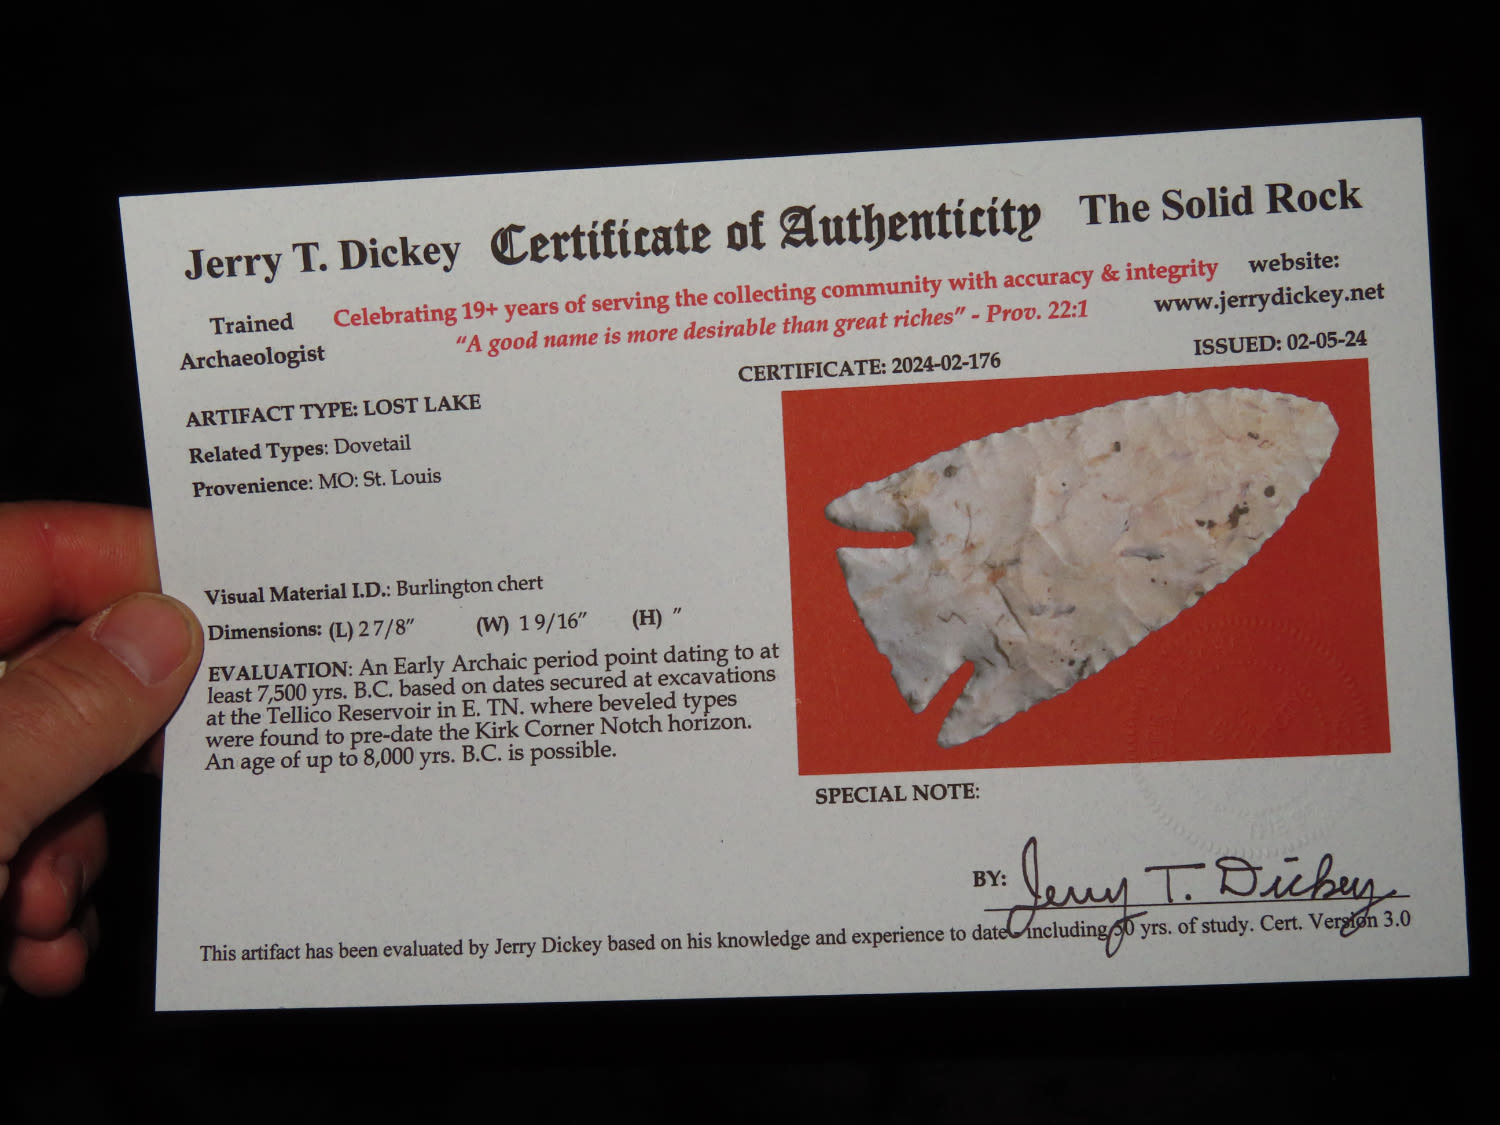 Jerry T. Dickey Certificate of Authenticity The Solid Rock
Trained
Archaeologist
Celebrating 19+ years of serving the collecting community with accuracy & integrity
"A good name is more desirable than great riches" - Prov. 22:1
website:
www.jerrydickey.net
CERTIFICATE: 2024-02-176
ISSUED: 02-05-24
ARTIFACT TYPE: LOST LAKE
Related Types: Dovetail
Provenience: MO: St. Louis
Visual Material I.D.: Burlington chert
Dimensions: (L) 2 7/8" (W) 1 9/16" (H) "
EVALUATION: An Early Archaic period point dating to at
least 7,500 yrs. B.C. based on dates secured at excavations
at the Tellico Reservoir in E. TN. where beveled types
were found to pre-date the Kirk Corner Notch horizon.
An age of up to 8,000 yrs. B.C. is possible.
SPECIAL NOTE:
BY: Jerry T. Dickey
This artifact has been evaluated by Jerry Dickey based on his knowledge and experience to date including yrs. of study. Cert. Version 3.0